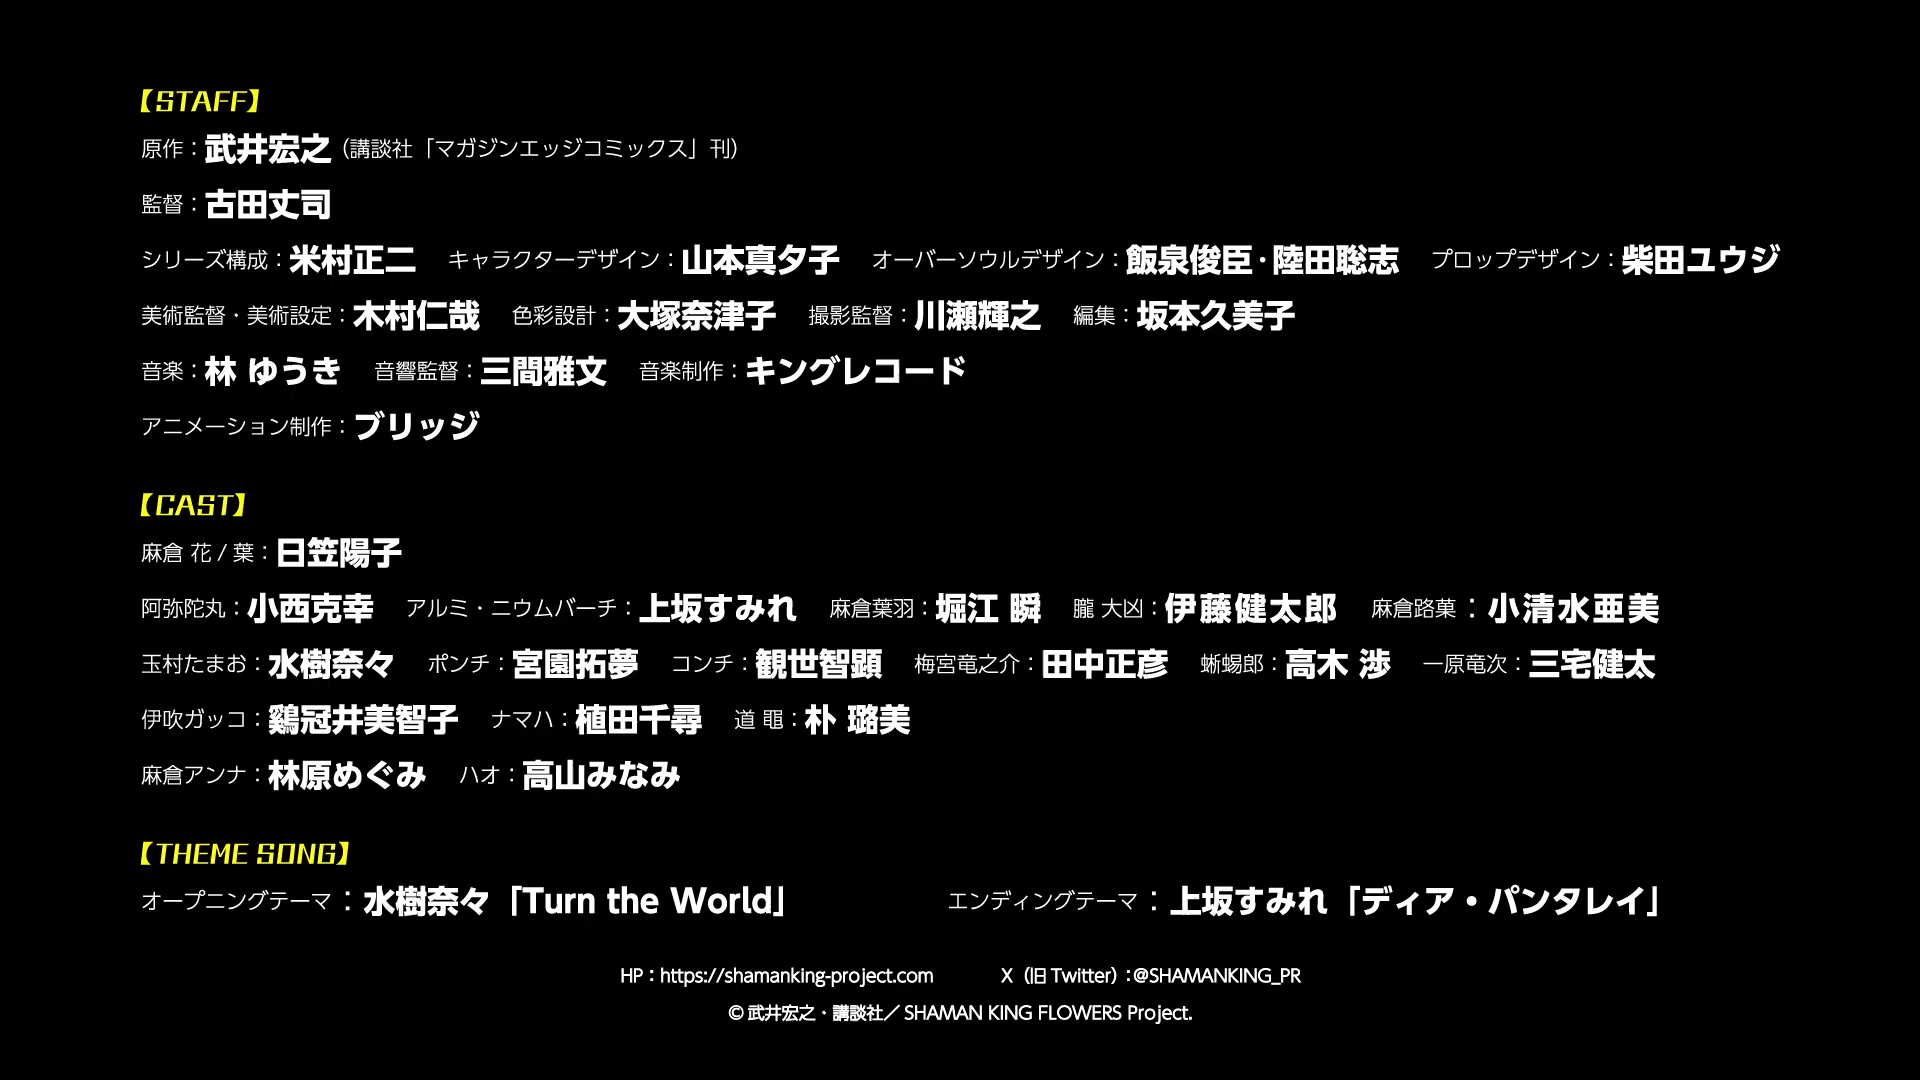 【STAFF】
原作：武井宏之（講談社「マガジンエッジコミックス」刊）
監督：古田丈司
シリーズ構成：米村正二　キャラクターデザイン：山本真夕子　オーバーソウルデザイン：飯泉俊臣・陸田聡志　プロップデザイン：柴田ユウジ
美術監督・美術設定：木村仁哉　色彩設計：大塚奈津子　撮影監督：川瀬輝之　編集：坂本久美子
音楽：林 ゆうき　音響監督：三間雅文　音楽制作：キングレコード
アニメーション制作：ブリッジ
【CAST】
麻倉 花 / 葉：日笠陽子
阿弥陀丸：小西克幸　アルミ・ニウムバーチ：上坂すみれ　麻倉葉羽：堀江 瞬　朧 大凶：伊藤健太郎　麻倉路菓：小清水亜美
玉村たまお：水樹奈々　ポンチ：宮園拓夢　コンチ：観世智顕　梅宮竜之介：田中正彦　蜥蜴郎：高木 渉　一原竜次：三宅健太
伊吹ガッコ：鷄冠井美智子　ナマハ：植田千尋　道 黽：朴 璐美
麻倉アンナ：林原めぐみ　ハオ：高山みなみ
【THEME SONG】
オープニングテーマ：水樹奈々「Turn the World」　エンディングテーマ：上坂すみれ「ディア・パンタレイ」
HP：https://shamanking-project.com　X（旧 Twitter）：@SHAMANKING_PR
© 武井宏之・講談社／ SHAMAN KING FLOWERS Project.